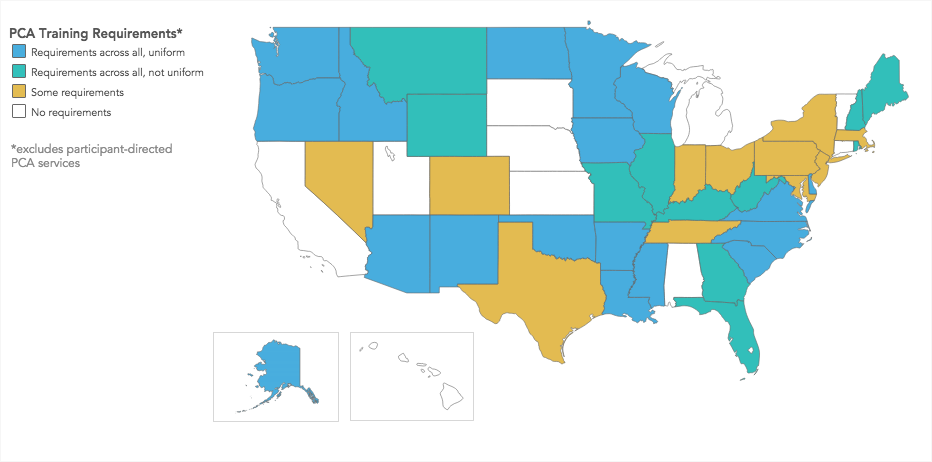 PCA Training Requirements*
Requirements across all, uniform
Requirements across all, not uniform
Some requirements
No requirements
*excludes participant-directed
PCA services